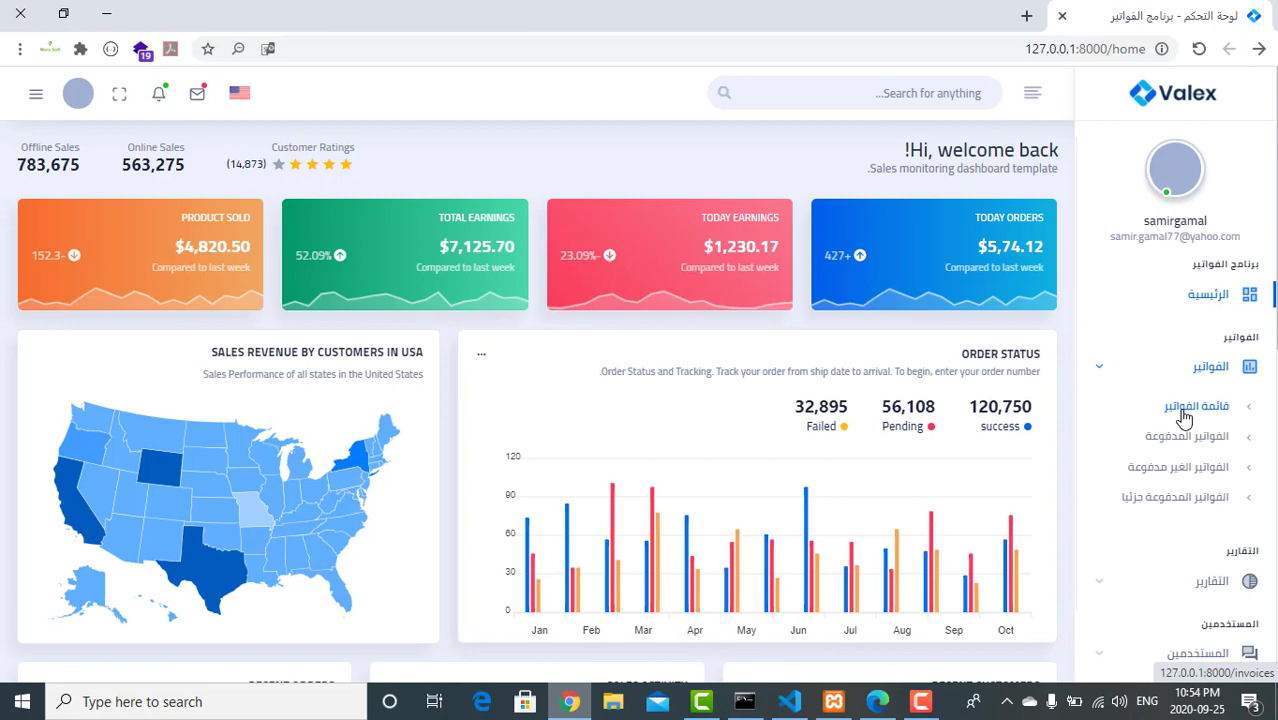 لوحة التحكم - برنامج الفواتير
127.0.0.1:8000/home
19
Valex
samirgamal
samir.gamal77@yahoo.com
برنامج الفواتير
الرئيسية
الفواتير
الفواتير
قائمة الفواتير
الفواتير المدفوعة
الفواتير الغير مدفوعة
الفواتير المدفوعة جزئيا
التقارير
التقارير
المستخدمين
المستخدمين
127.0.0.1:8000/invoices
...Search for anything
!Hi, welcome back
.Sales monitoring dashboard template
Customer Ratings
(14,873)
Online Sales
563,275
Offline Sales
783,675
TODAY ORDERS
$5,74.12
Compared to last week
427+
TODAY EARNINGS
$1,230.17
Compared to last week
23.09%-
TOTAL EARNINGS
$7,125.70
Compared to last week
52.09%
PRODUCT SOLD
$4,820.50
Compared to last week
152.3-
ORDER STATUS
...
.Order Status and Tracking. Track your order from ship date to arrival. To begin, enter your order number
120,750
success
56,108
Pending
32,895
Failed
120
90
60
30
0
Jan Feb Mar Apr May Jun Jul Aug Sep Oct
SALES REVENUE BY CUSTOMERS IN USA
Sales Performance of all states in the United States
RECENT CUSTOMERS
SALES ACTIVITY
RECENT ORDERS
Type here to search
ENG
10:54 PM
2020-09-25
3